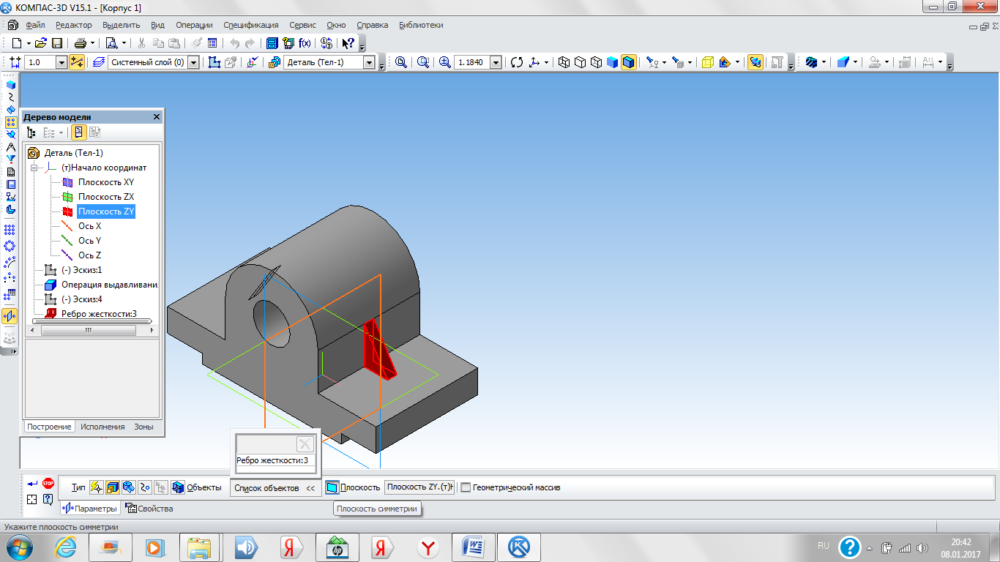 КОМПАС-3D V15.1 - [Корпус 1]
Файл Редактор Выделить Вид Операции Спецификация Сервис Окно Справка Библиотеки
f(x)
1.0 Системный слой (0) Деталь (Тел-1) 1.1840
Дерево модели
Деталь (Тел-1)
(т)Начало координат
Плоскость XY
Плоскость ZX
Плоскость ZY
Ось X
Ось Y
Ось Z
(-) Эскиз:1
Операция выдавливани
(-) Эскиз:4
Ребро жесткости:3
Построение Исполнения Зоны
Ребро жесткости:3
Тип Объекты Список объектов << Плоскость Плоскость ZY.(т)Н Геометрический массив
STOP
Параметры Свойства
Плоскость симметрии
Укажите плоскость симметрии
RU
20:42
08.01.2017